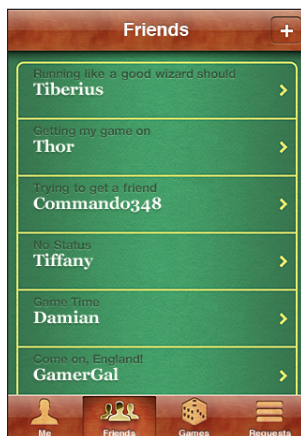 Friends
+
Running like a good wizard should
Tiberius
Getting my game on
Thor
Trying to get a friend
Commando348
No Status
Tiffany
Game Time
Damian
Come on, England!
GamerGal
Me
Friends
Games
Requests